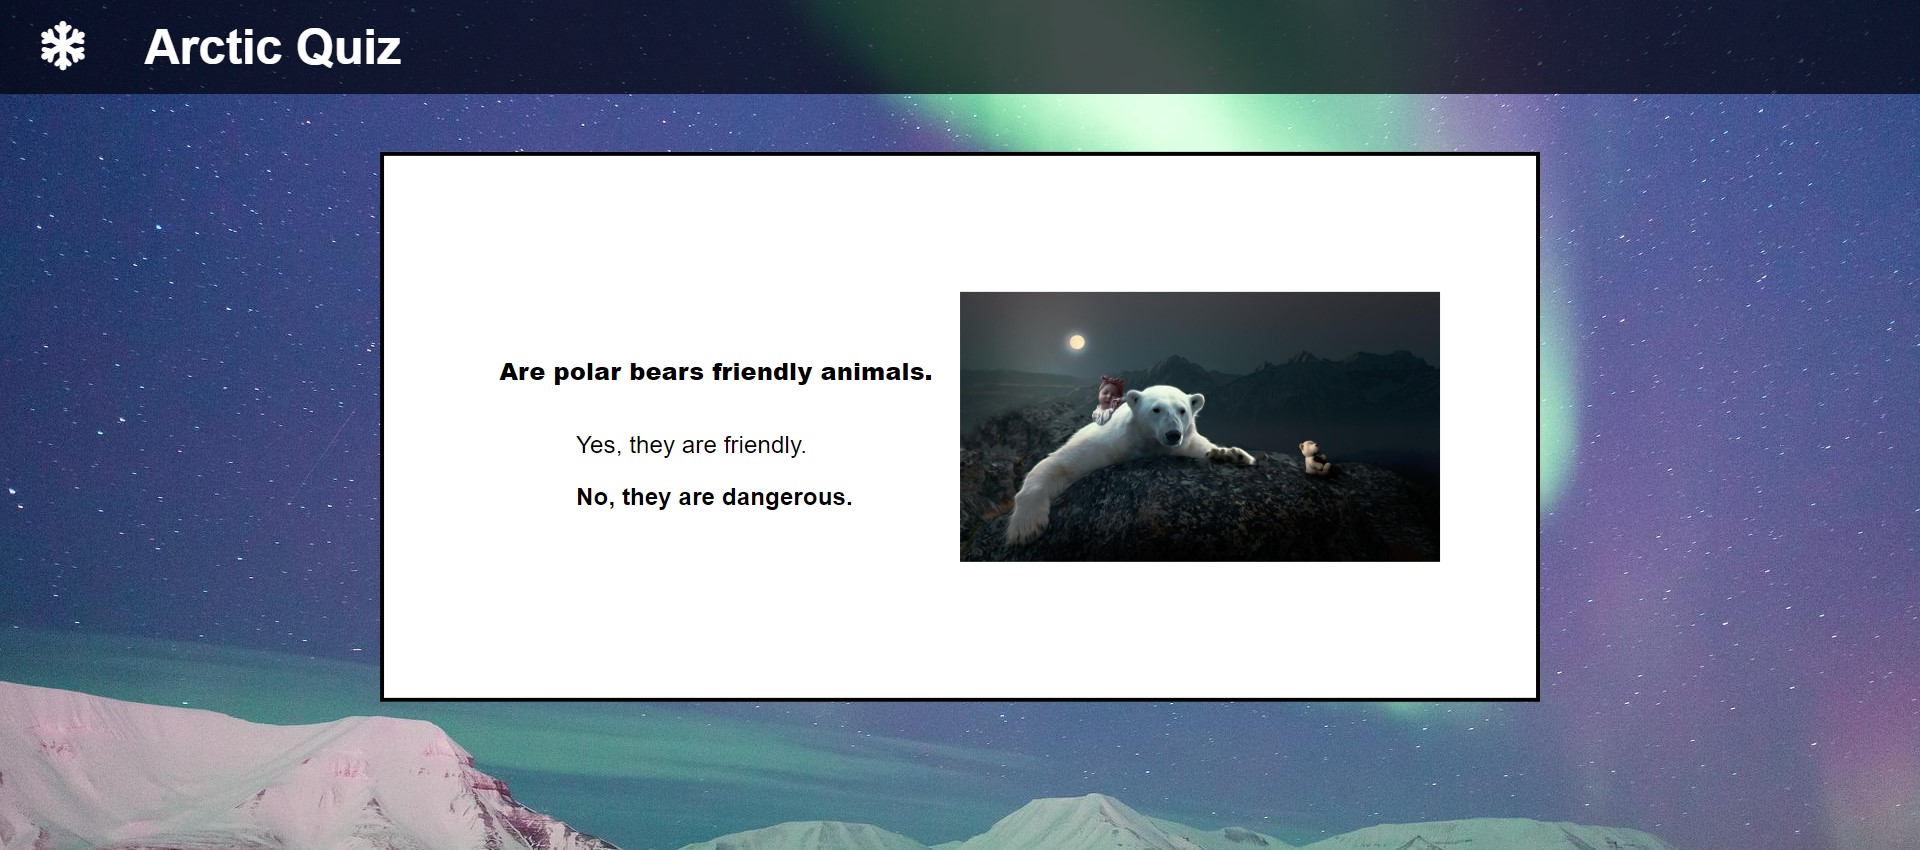 Arctic Quiz
Are polar bears friendly animals.
Yes, they are friendly.
No, they are dangerous.